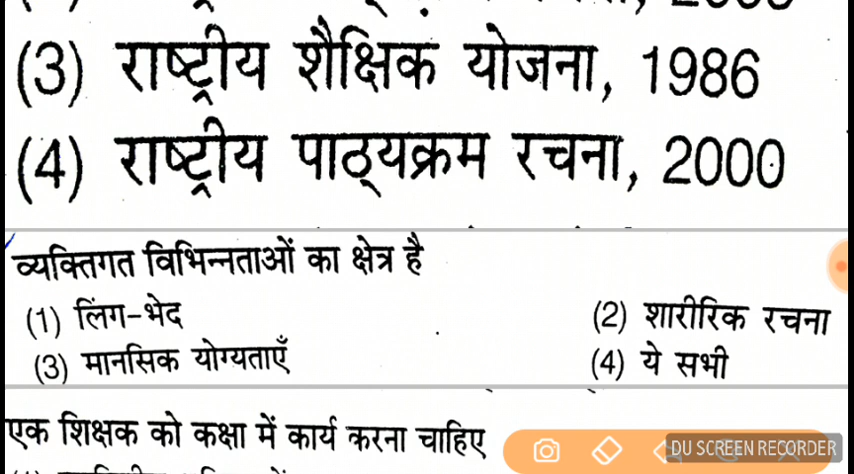 (3) राष्ट्रीय शैक्षिक योजना, 1986
(4) राष्ट्रीय पाठ्यक्रम रचना, 2000
व्यक्तिगत विभिन्नताओं का क्षेत्र है
(1) लिंग-भेद (2) शारीरिक रचना
(3) मानसिक योग्यताएँ (4) ये सभी
एक शिक्षक को कक्षा में कार्य करना चाहिए
DU SCREEN RECORDER